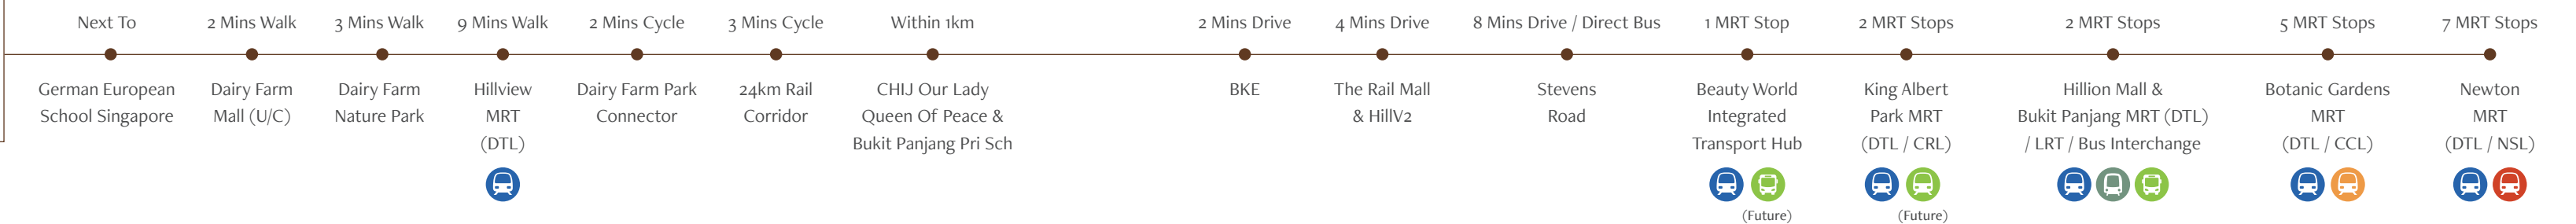 Next To
German European
School Singapore
2 Mins Walk
Dairy Farm
Mall (U/C)
3 Mins Walk
Dairy Farm
Nature Park
9 Mins Walk
Hillview
MRT
(DTL)
2 Mins Cycle
Dairy Farm Park
Connector
3 Mins Cycle
24km Rail
Corridor
Within 1km
CHIJ Our Lady
Queen Of Peace &
Bukit Panjang Pri Sch
2 Mins Drive
BKE
4 Mins Drive
The Rail Mall
& HillV2
8 Mins Drive / Direct Bus
Stevens
Road
1 MRT Stop
Beauty World
Integrated
Transport Hub
(Future)
2 MRT Stops
King Albert
Park MRT
(DTL / CRL)
(Future)
2 MRT Stops
Hillion Mall &
Bukit Panjang MRT (DTL)
/ LRT / Bus Interchange
5 MRT Stops
Botanic Gardens
MRT
(DTL / CCL)
7 MRT Stops
Newton
MRT
(DTL / NSL)